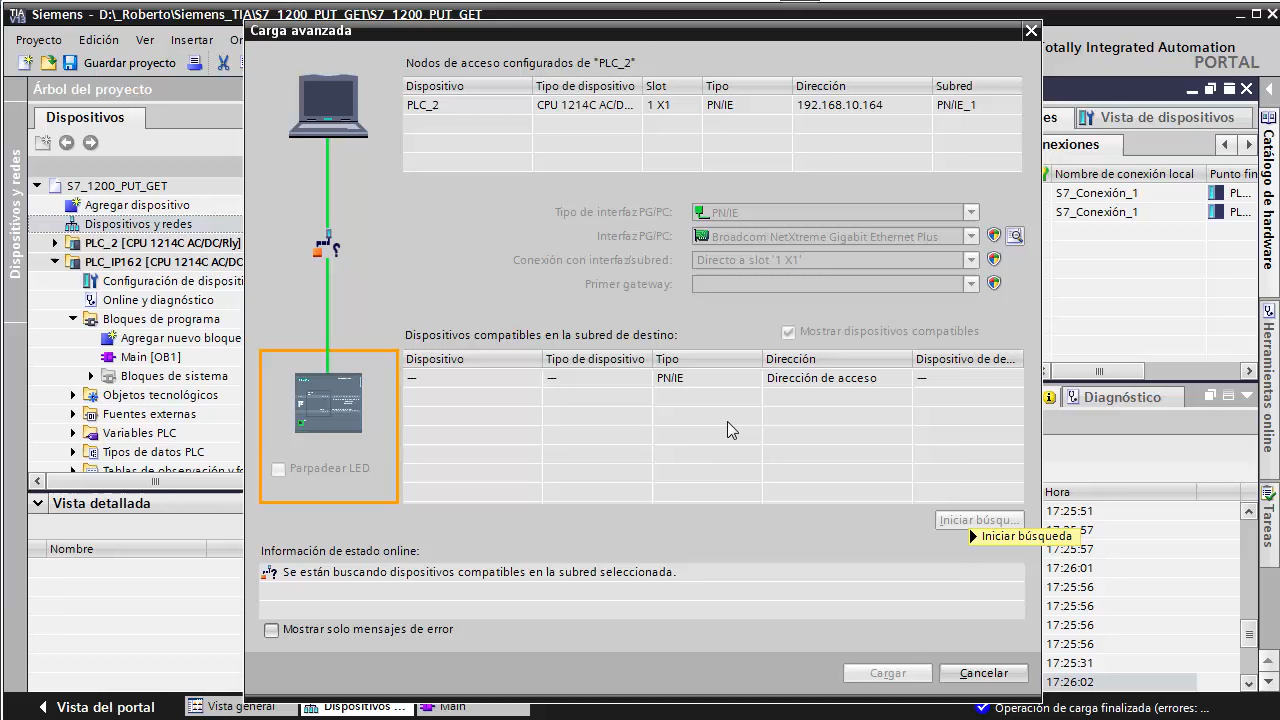 Siemens - D:\_Roberto\Siemens_TIA\S7_1200_PUT_GET\S7_1200_PUT_GET
Proyecto Edición Ver Insertar
Guardar proyecto
Totally Integrated Automation
PORTAL
Árbol del proyecto
Dispositivos
Dispositivos y redes
S7_1200_PUT_GET
Agregar dispositivo
Dispositivos y redes
PLC_2 [CPU 1214C AC/DC/Rly]
PLC_IP162 [CPU 1214C AC/DC/
Configuración de dispositi
Online y diagnóstico
Bloques de programa
Agregar nuevo bloque
Main [OB1]
Bloques de sistema
Objetos tecnológicos
Fuentes externas
Variables PLC
Tipos de datos PLC
Tablas de observación y f
Vista detallada
Nombre
Carga avanzada
Nodos de acceso configurados de "PLC_2"
Dispositivo Tipo de dispositivo Slot Tipo Dirección Subred
PLC_2 CPU 1214C AC/D... 1 X1 PN/IE 192.168.10.164 PN/IE_1
Tipo de interfaz PG/PC: PN/IE
Interfaz PG/PC: Broadcom NetXtreme Gigabit Ethernet Plus
Conexión con interfaz/subred: Directo a slot '1 X1'
Primer gateway:
Dispositivos compatibles en la subred de destino:
Mostrar dispositivos compatibles
Dispositivo Tipo de dispositivo Tipo Dirección Dispositivo de de...
— — PN/IE Dirección de acceso —
Parpadear LED
Iniciar búsqu...
Iniciar búsqueda
Información de estado online:
Se están buscando dispositivos compatibles en la subred seleccionada.
Mostrar solo mensajes de error
Cargar Cancelar
es Vista de dispositivos
nexiones
Nombre de conexión local Punto fin
S7_Conexión_1 PL...
S7_Conexión_1 PL...
Diagnóstico
Hora
17:25:51
17:25:56
17:25:56
17:25:56
17:25:56
17:25:31
17:26:02
Catálogo de hardware
Herramientas online
Tareas
Vista del portal
Vista general
Dispositivos ...
Main
Operación de carga finalizada (errores: ...